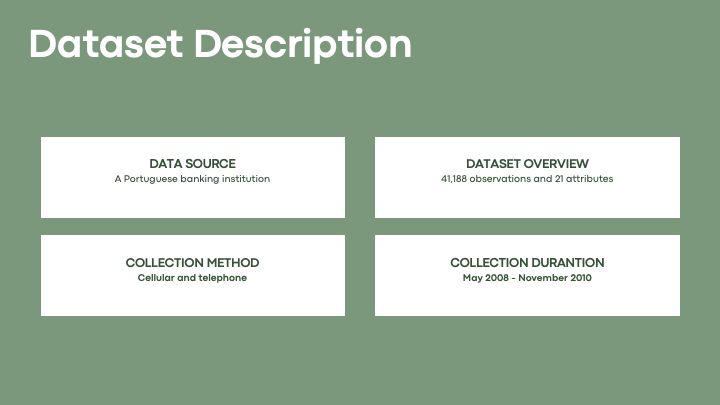 Dataset Description
DATA SOURCE
A Portuguese banking institution
DATASET OVERVIEW
41,188 observations and 21 attributes
COLLECTION METHOD
Cellular and telephone
COLLECTION DURANTION
May 2008 - November 2010